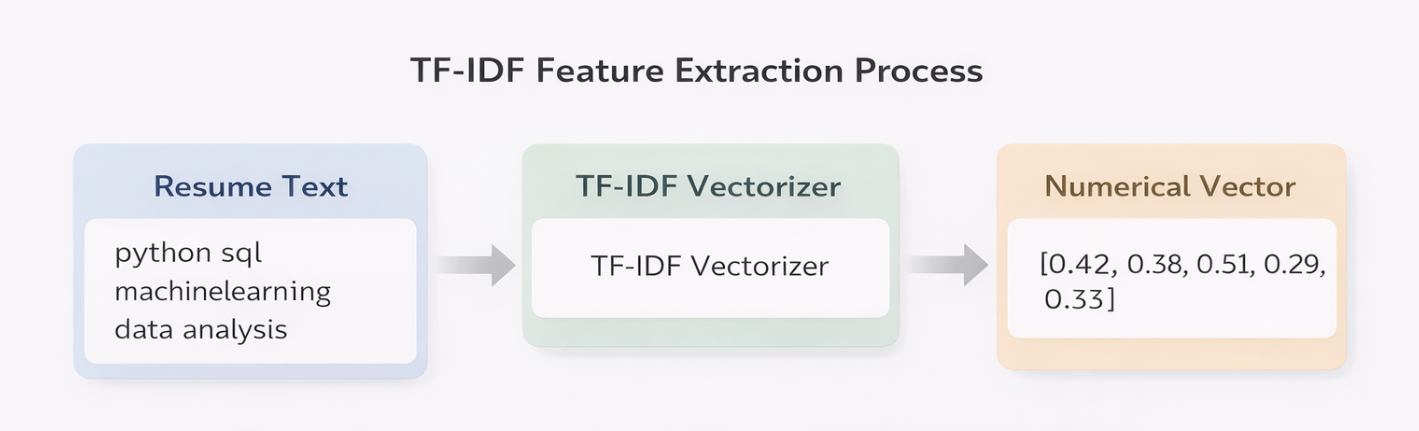 TF-IDF Feature Extraction Process
Resume Text
python sql
machinelearning
data analysis
TF-IDF Vectorizer
TF-IDF Vectorizer
Numerical Vector
[0.42, 0.38, 0.51, 0.29,
0.33]